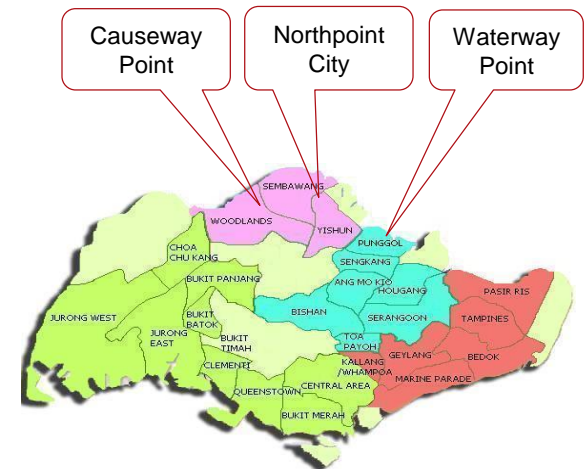 Causeway
Point
Northpoint
City
Waterway
Point
SEMBAWANG
WOODLANDS
YISHUN
PUNGGOL
CHOA
CHU KANG
SENGKANG
BUKIT PANJANG
ANG MO KIO
HOUGANG
PASIR RIS
JURONG WEST
BISHAN
SERANGOON
TAMPINES
BUKIT
BATOK
JURONG
EAST
BUKIT
TIMAH
TOA
PAYOH
GEYLANG
BEDOK
CLEMENTI
KALLANG
/WHAMPOA
QUEENSTOWN
CENTRAL AREA
MARINE PARADE
BUKIT MERAH